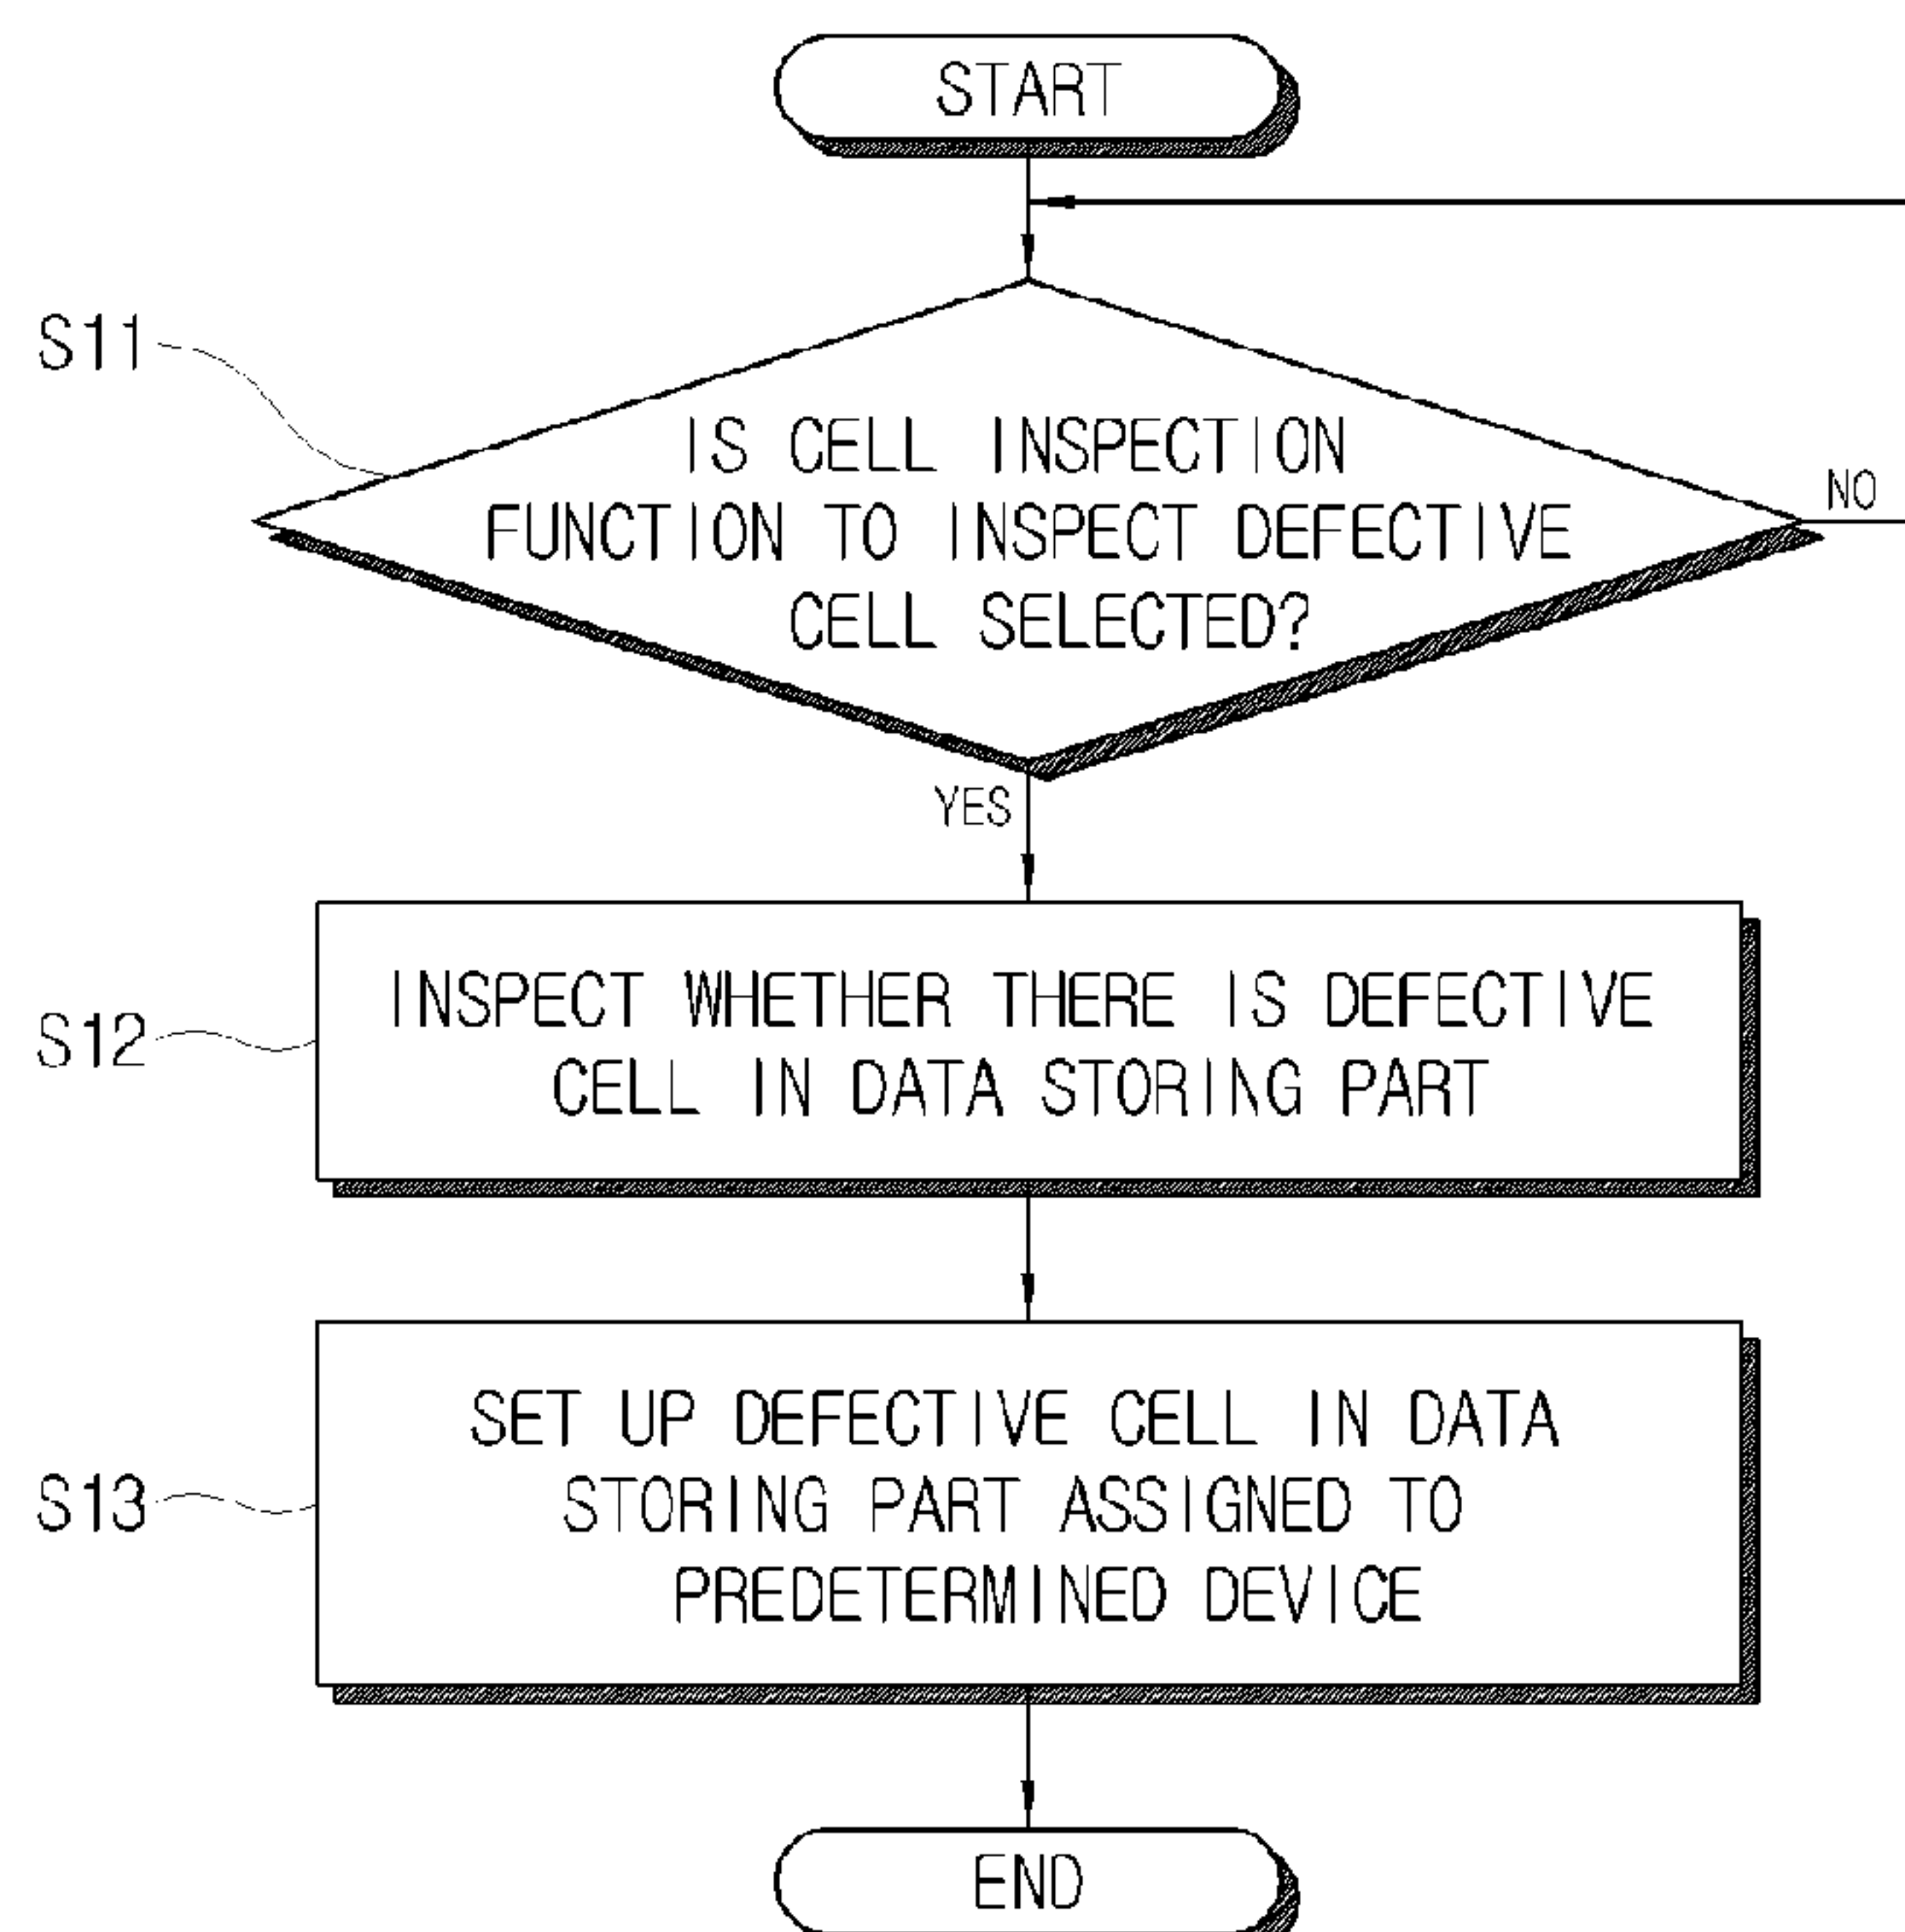 START
S11
IS CELL INSPECTION
FUNCTION TO INSPECT DEFECTIVE
CELL SELECTED?
NO
YES
S12
INSPECT WHETHER THERE IS DEFECTIVE
CELL IN DATA STORING PART
S13
SET UP DEFECTIVE CELL IN DATA
STORING PART ASSIGNED TO
PREDETERMINED DEVICE
END